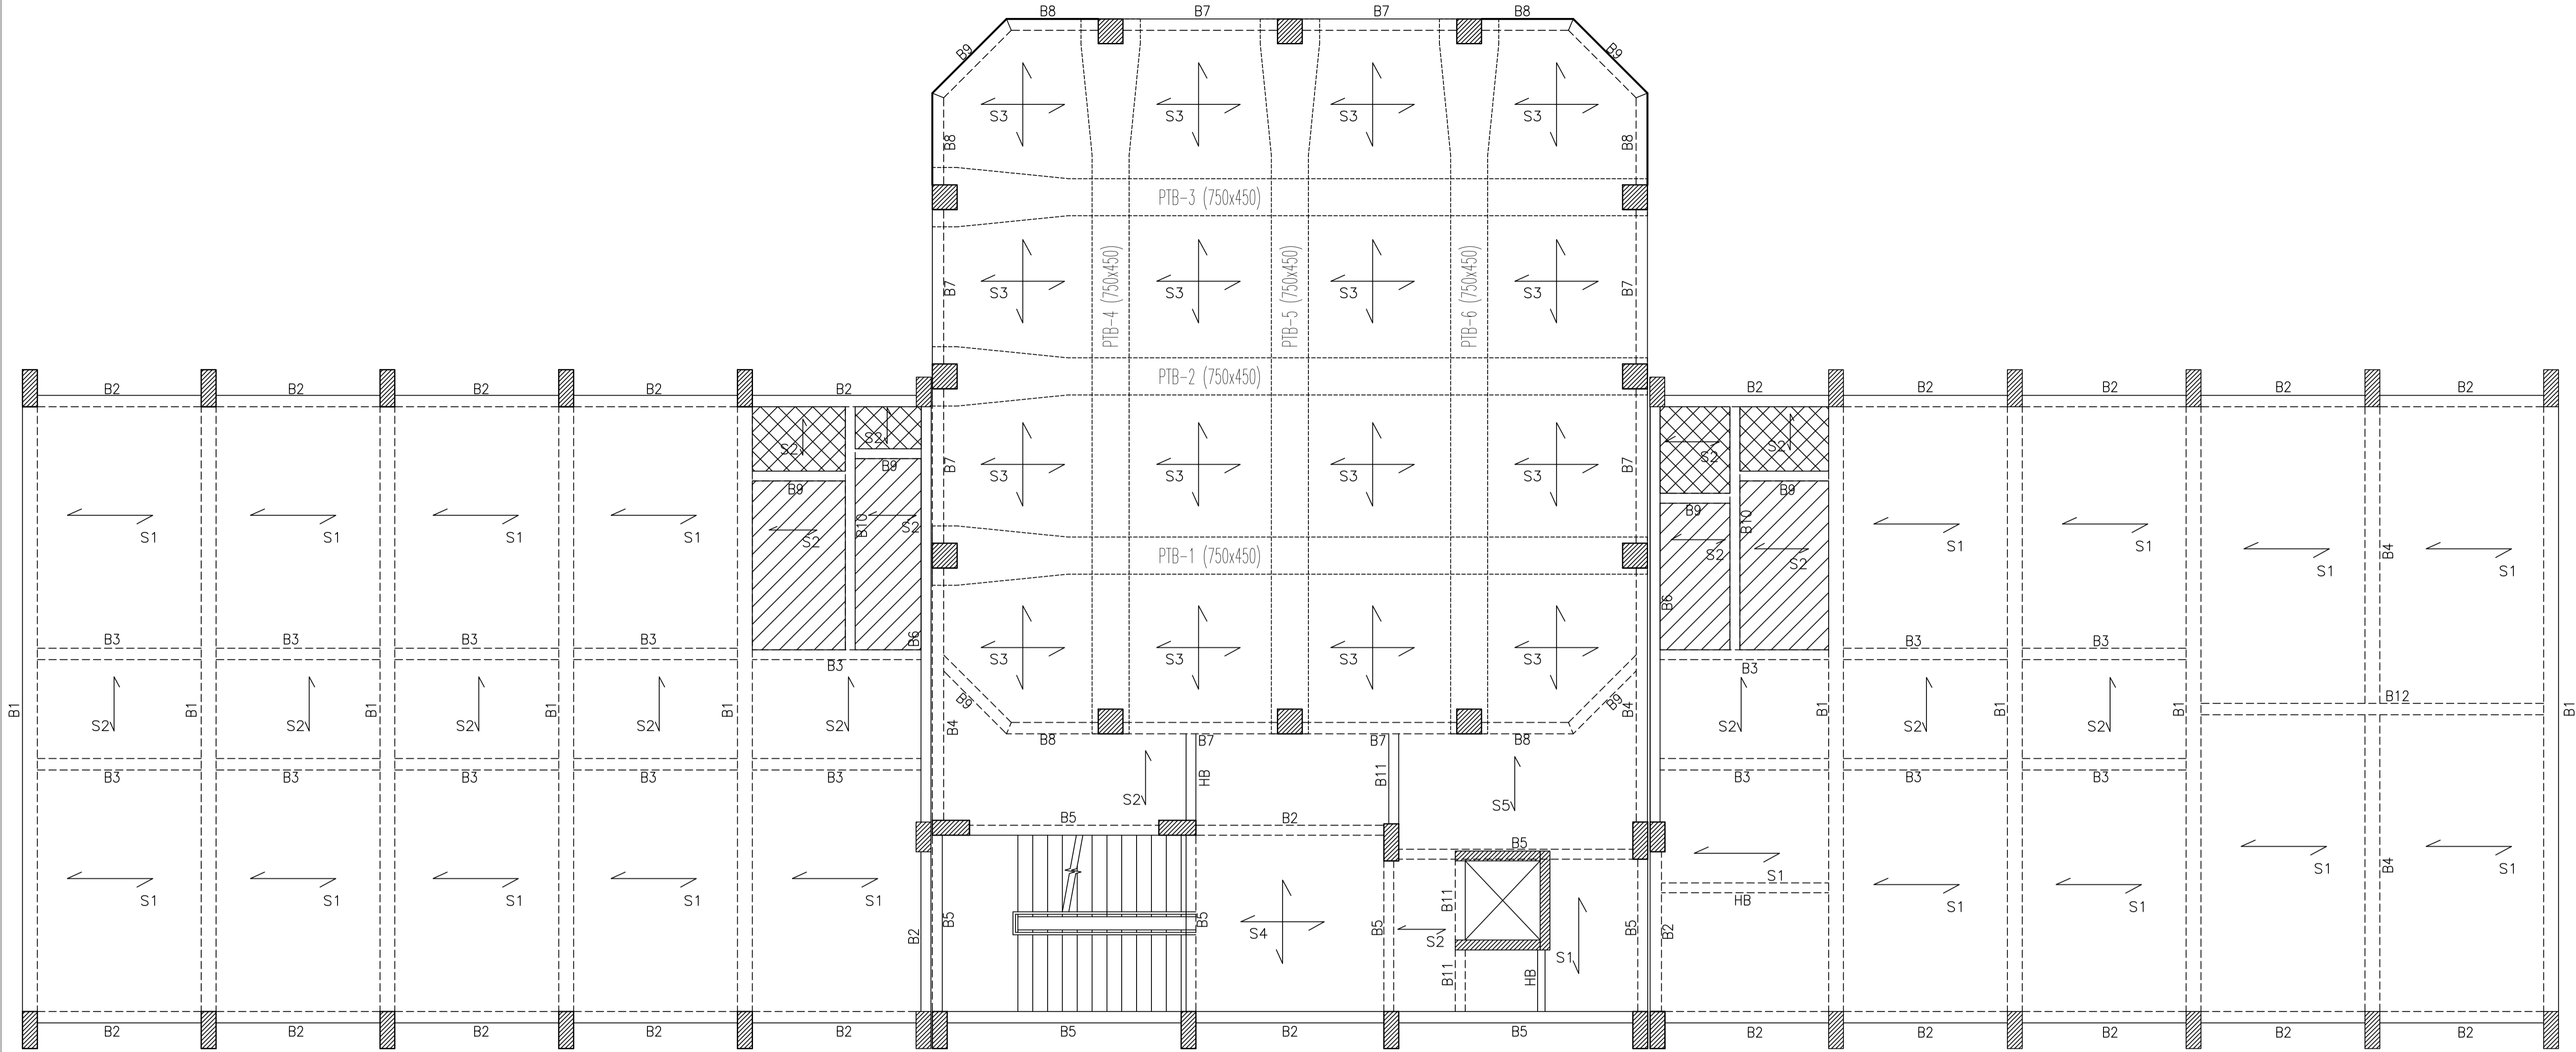 B8 B7 B7 B8
B9 B9
S3 S3 S3 S3
B8 B8
PTB-3 (750x450)
S3 S3 S3 S3
B7 B7
PTB-4 (750x450)
PTB-5 (750x450)
PTB-6 (750x450)
PTB-2 (750x450)
B2 B2 B2 B2 B2 B2 B2 B2 B2 B2
S2 S2 S2 S2
B9 B7 S3 S3 S3 S3 B7
B9 B9 B9
S1 S1 S1 S1 S2 B10 S2 B9 S2 B10 S2 S1 S1 S1 B4 S1
PTB-1 (750x450)
B6 B6
B3 B3 B3 B3 S3 S3 S3 S3 B3 B3
B3 B3
B9 B9 B12
B1 S2 B1 S2 B1 S2 B1 S2 B1 S2 B4 B4 S2 B1 S2 B1 S2 B1 B1
B8 B7 B7 B8
B3 B3 B3 B3 B3 HB B11 B3 B3 B3
S2 S5
B5 B2
B5
S1 S1 S1 S1 S1 B11 S1 S1 S1 S1 B4 S1
HB
B2 B5 B5 S4 B5 S2 B5 B2
S1
B11 HB
B2 B2 B2 B2 B2 B5 B2 B5 B2 B2 B2 B2 B2